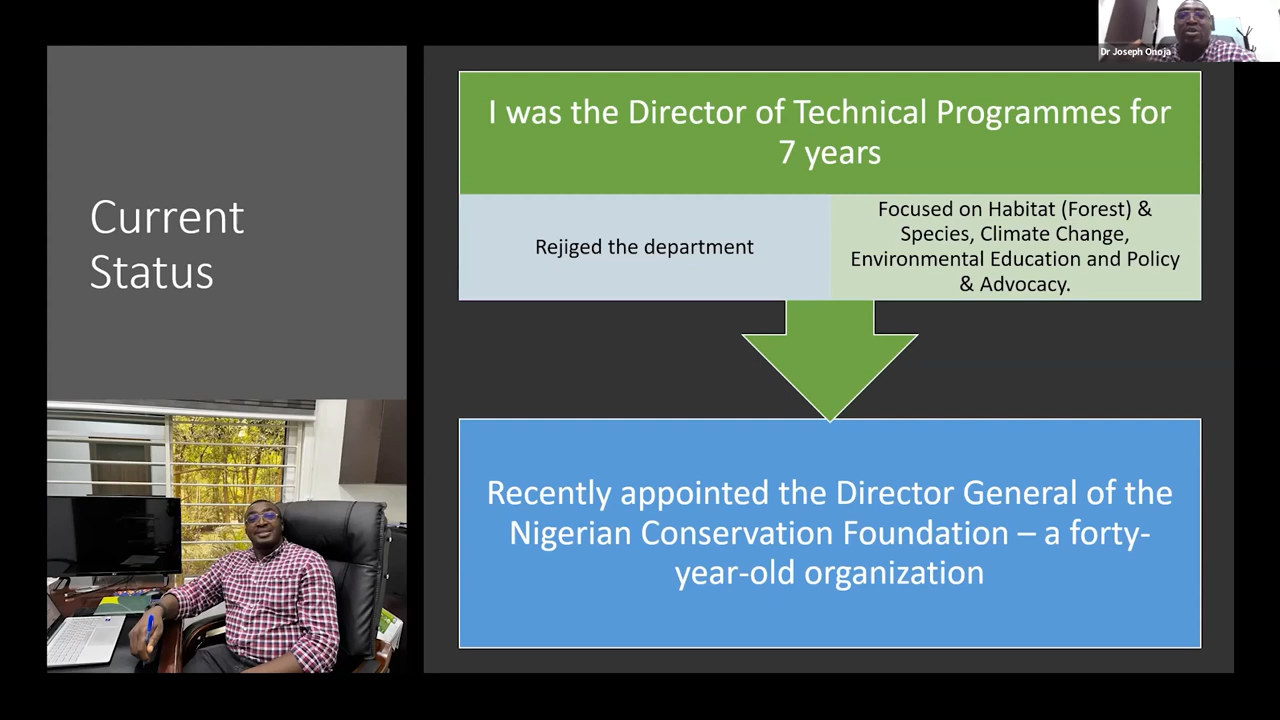 Dr Joseph Onoja
Current
Status
I was the Director of Technical Programmes for
7 years
Rejiged the department
Focused on Habitat (Forest) &
Species, Climate Change,
Environmental Education and Policy
& Advocacy.
Recently appointed the Director General of the
Nigerian Conservation Foundation – a forty-
year-old organization